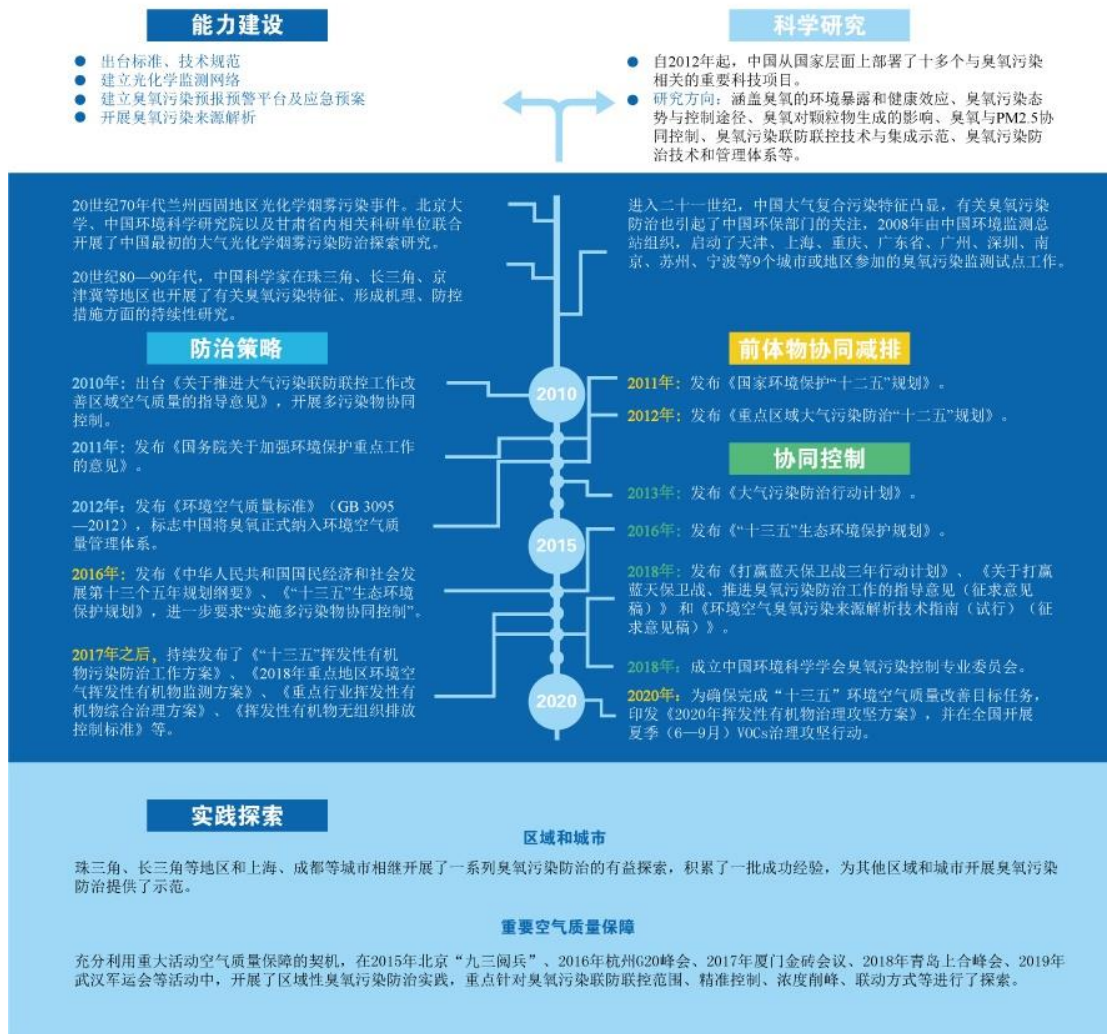 能力建设
● 出台标准、技术规范
● 建立光化学监测网络
● 建立臭氧污染预报预警平台及应急预案
● 开展臭氧污染来源解析
科学研究
● 自2012年起，中国从国家层面上部署了十多个与臭氧污染
相关的重要科技项目。
● 研究方向：涵盖臭氧的环境暴露和健康效应、臭氧污染态
势与控制途径、臭氧对颗粒物生成的影响、臭氧与PM2.5协
同控制、臭氧污染联防联控技术与集成示范、臭氧污染防
治技术和管理体系等。
20世纪70年代兰州西固地区光化学烟雾污染事件。北京大
学、中国环境科学研究院以及甘肃省内相关科研单位联合
开展了中国最初的大气光化学烟雾污染防治探索研究。
20世纪80—90年代，中国科学家在珠三角、长三角、京
津冀等地区也开展了有关臭氧污染特征、形成机理、防控
措施方面的持续性研究。
进入二十一世纪，中国大气复合污染特征凸显，有关臭氧污染
防治也引起了中国环保部门的关注，2008年由中国环境监测总
站组织，启动了天津、上海、重庆、广东省、广州、深圳、南
京、苏州、宁波等9个城市或地区参加的臭氧污染监测试点工作。
防治策略
2010年：出台《关于推进大气污染联防联控工作改
善区域空气质量的指导意见》，开展多污染物协同
控制。
2011年：发布《国务院关于加强环境保护重点工作
的意见》。
2012年：发布《环境空气质量标准》（GB 3095
—2012），标志中国将臭氧正式纳入环境空气质
量管理体系。
2016年：发布《中华人民共和国国民经济和社会发
展第十三个五年规划纲要》、《“十三五”生态环境
保护规划》，进一步要求“实施多污染物协同控制”。
2017年之后，持续发布了《“十三五”挥发性有机
物污染防治工作方案》、《2018年重点地区环境空
气挥发性有机物监测方案》、《重点行业挥发性有
机物综合治理方案》、《挥发性有机物无组织排放
控制标准》等。
2010
2015
2020
前体物协同减排
2011年：发布《国家环境保护“十二五”规划》。
2012年：发布《重点区域大气污染防治“十二五”规划》。
协同控制
2013年：发布《大气污染防治行动计划》。
2016年：发布《“十三五”生态环境保护规划》。
2018年：发布《打赢蓝天保卫战三年行动计划》、《关于打赢
蓝天保卫战、推进臭氧污染防治工作的指导意见（征求意见
稿）》 和《环境空气臭氧污染来源解析技术指南（试行）（征
求意见稿）》。
2018年：成立中国环境科学学会臭氧污染控制专业委员会。
2020年：为确保完成“十三五”环境空气质量改善目标任务，
印发《2020年挥发性有机物治理攻坚方案》，并在全国开展
夏季（6—9月）VOCs治理攻坚行动。
实践探索
区域和城市
珠三角、长三角等地区和上海、成都等城市相继开展了一系列臭氧污染防治的有益探索，积累了一批成功经验，为其他区域和城市开展臭氧污染
防治提供了示范。
重要空气质量保障
充分利用重大活动空气质量保障的契机，在2015年北京“九三阅兵”、2016年杭州G20峰会、2017年厦门金砖会议、2018年青岛上合峰会、2019年
武汉军运会等活动中，开展了区域性臭氧污染防治实践，重点针对臭氧污染联防联控范围、精准控制、浓度削峰、联动方式等进行了探索。